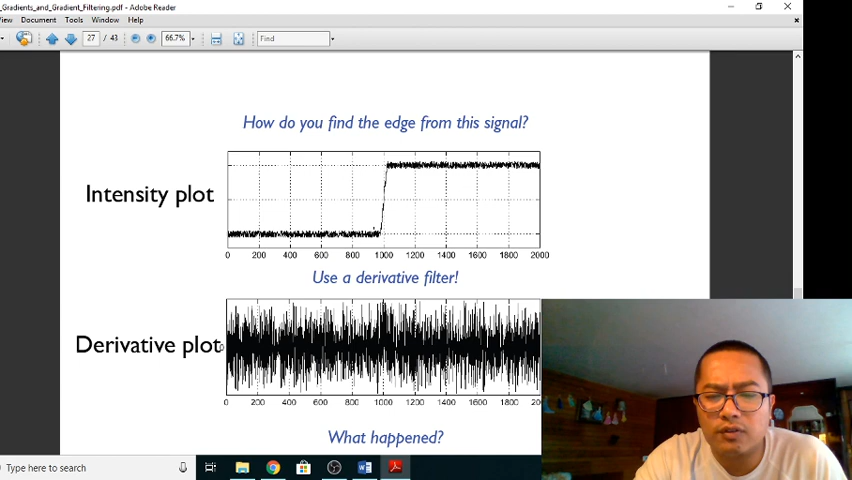 _Gradients_and_Gradient_Filtering.pdf - Adobe Reader
View Document Tools Window Help
27 / 43 66.7% Find
How do you find the edge from this signal?
Intensity plot
0 200 400 600 800 1000 1200 1400 1600 1800 2000
Use a derivative filter!
Derivative plot
0 200 400 600 800 1000 1200 1400 1600 1800 200
What happened?
Type here to search